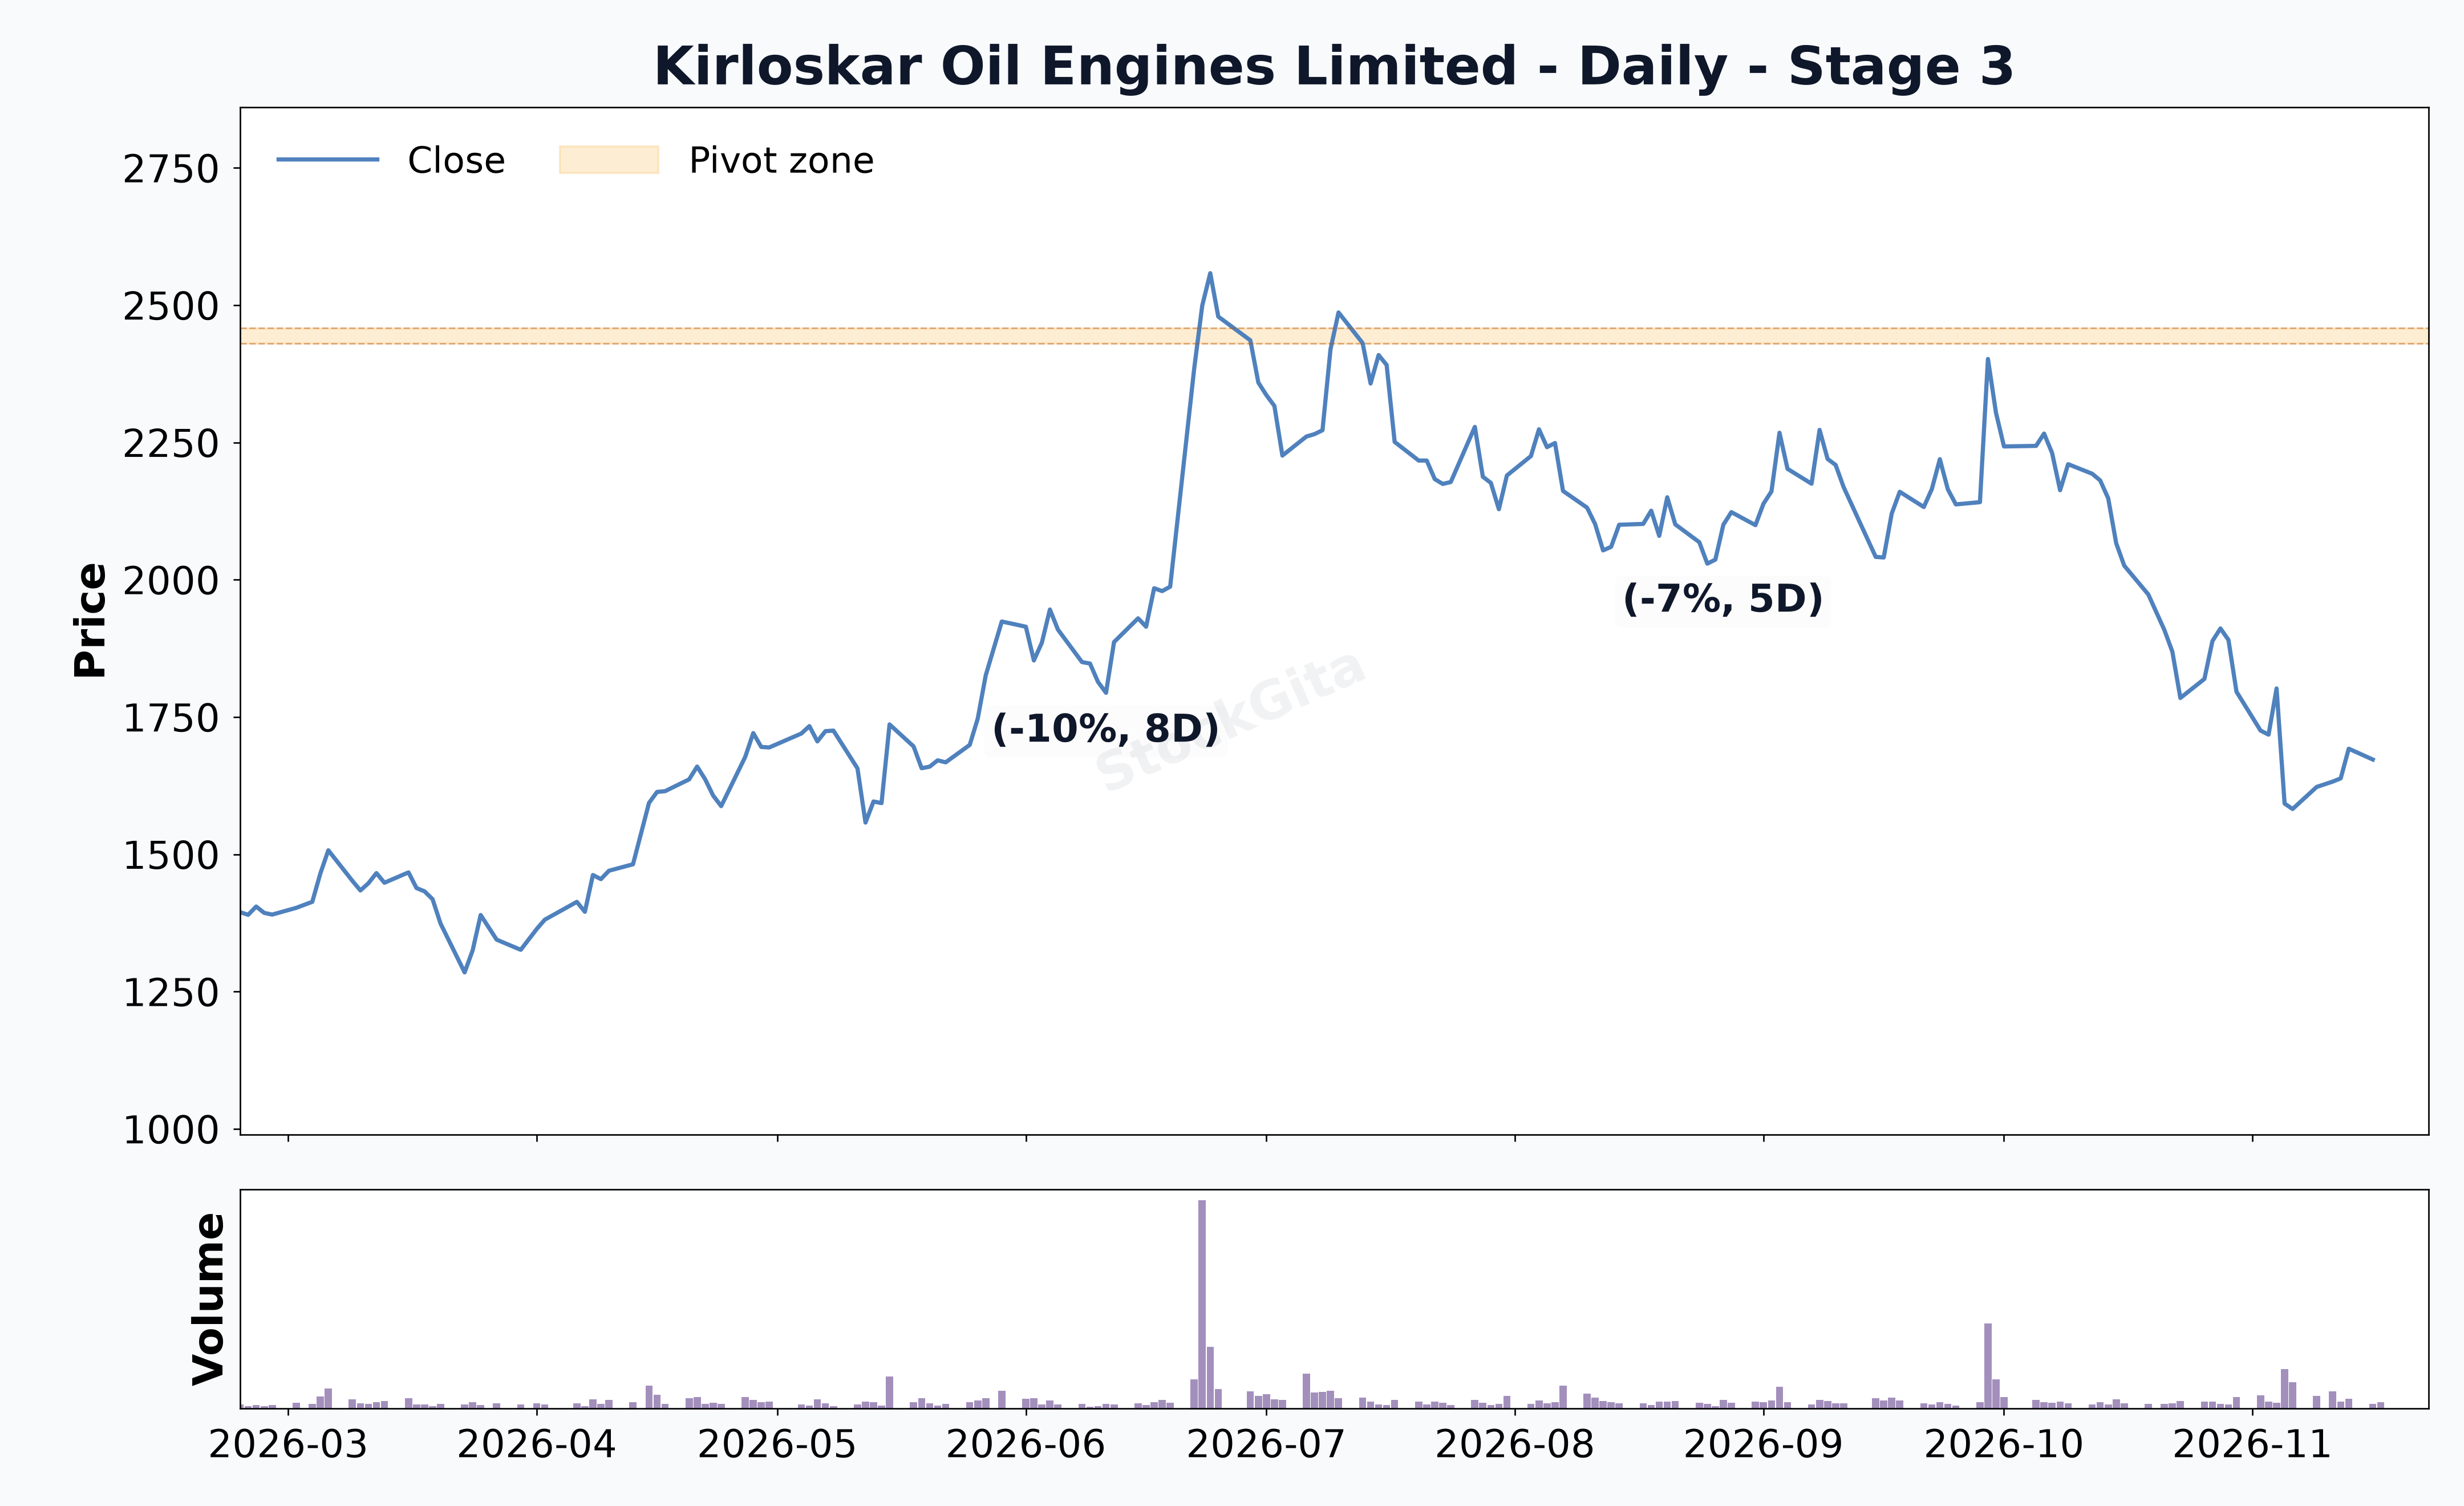 Kirloskar Oil Engines Limited - Daily - Stage 3
Close
Pivot zone
Price
2750
2500
2250
2000
1750
1500
1250
1000
(-10%, 8D)
(-7%, 5D)
StockGita
Volume
2026-03
2026-04
2026-05
2026-06
2026-07
2026-08
2026-09
2026-10
2026-11